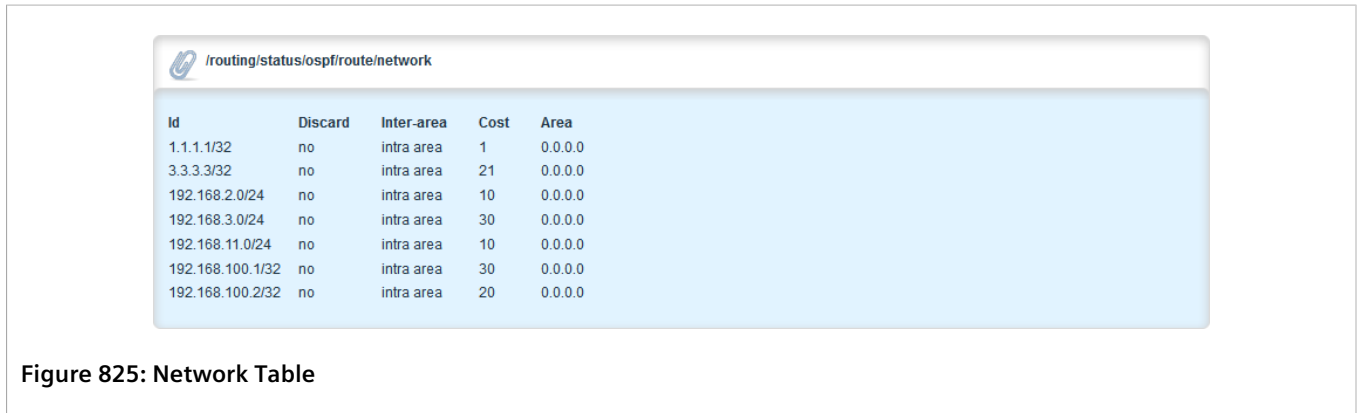 /routing/status/ospf/route/network
Id Discard Inter-area Cost Area
1.1.1.1/32 no intra area 1 0.0.0.0
3.3.3.3/32 no intra area 21 0.0.0.0
192.168.2.0/24 no intra area 10 0.0.0.0
192.168.3.0/24 no intra area 30 0.0.0.0
192.168.11.0/24 no intra area 10 0.0.0.0
192.168.100.1/32 no intra area 30 0.0.0.0
192.168.100.2/32 no intra area 20 0.0.0.0
Figure 825: Network Table